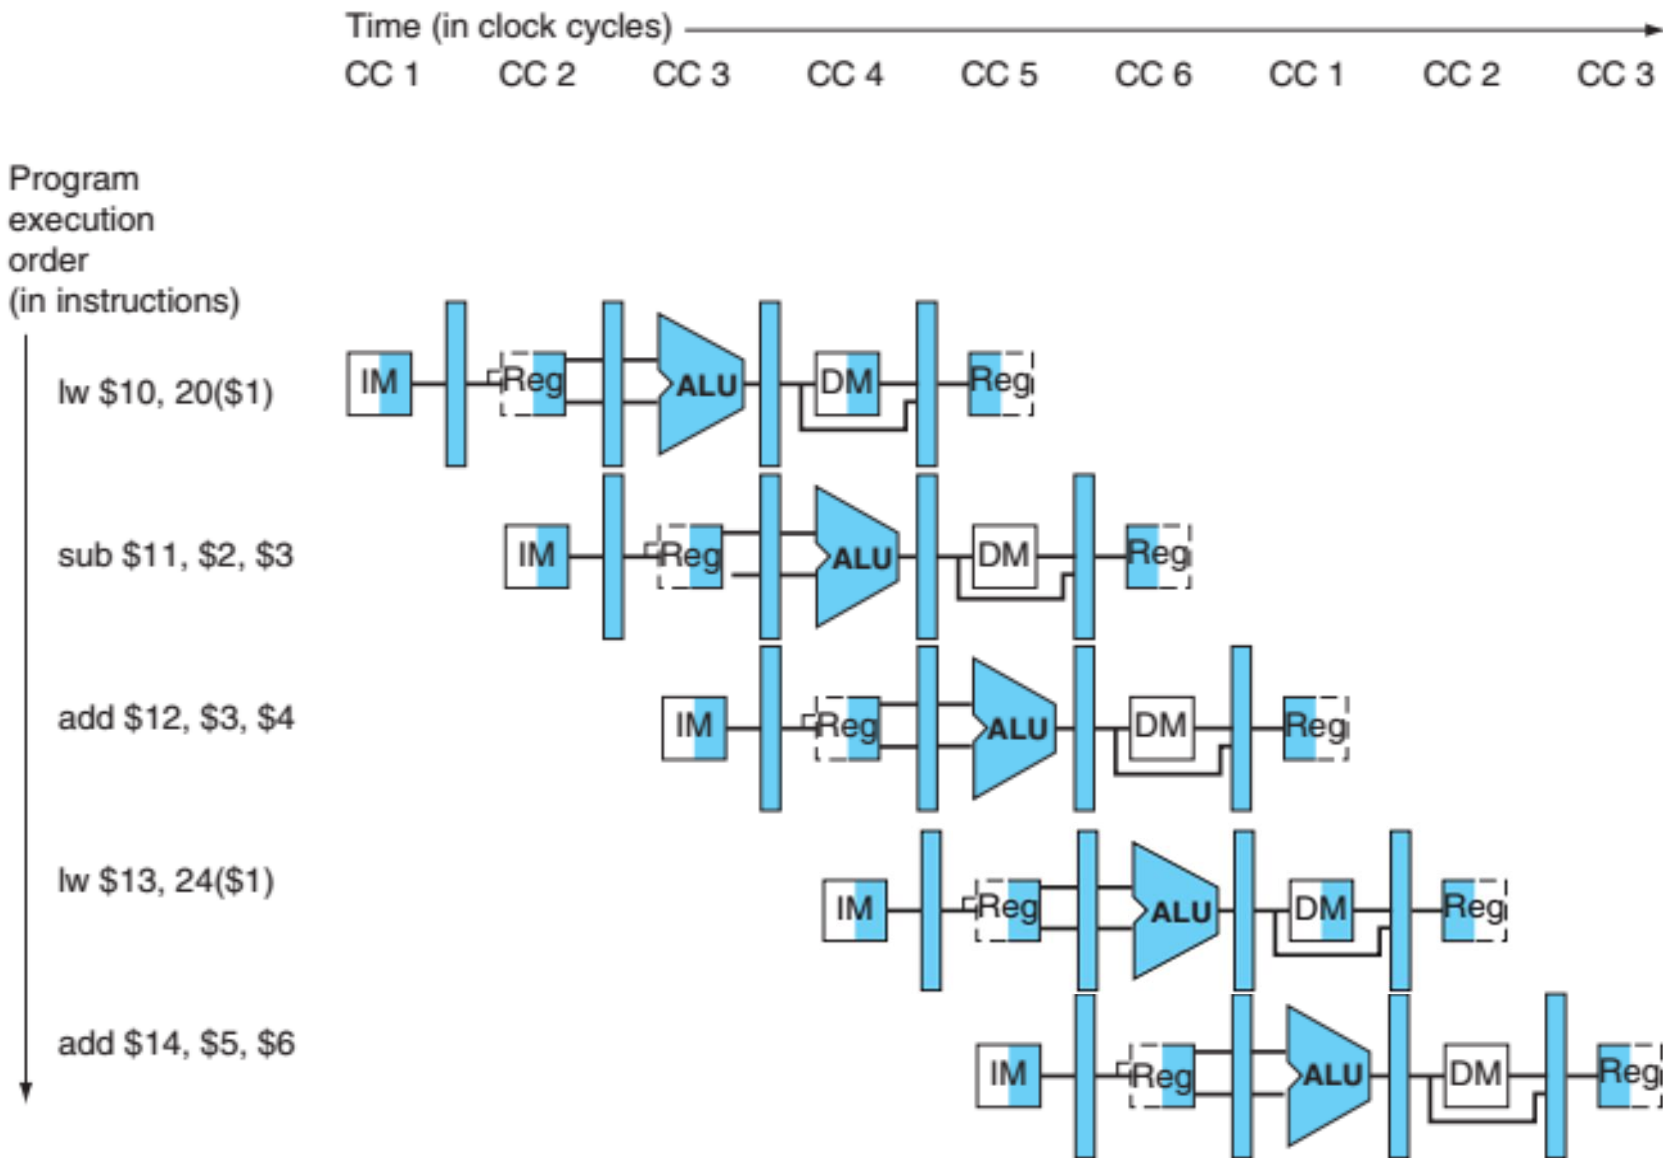 Time (in clock cycles)
CC 1 CC 2 CC 3 CC 4 CC 5 CC 6 CC 1 CC 2 CC 3
Program
execution
order
(in instructions)
lw $10, 20($1)
IM Reg ALU DM Reg
sub $11, $2, $3
IM Reg ALU DM Reg
add $12, $3, $4
IM Reg ALU DM Reg
lw $13, 24($1)
IM Reg ALU DM Reg
add $14, $5, $6
IM Reg ALU DM Reg